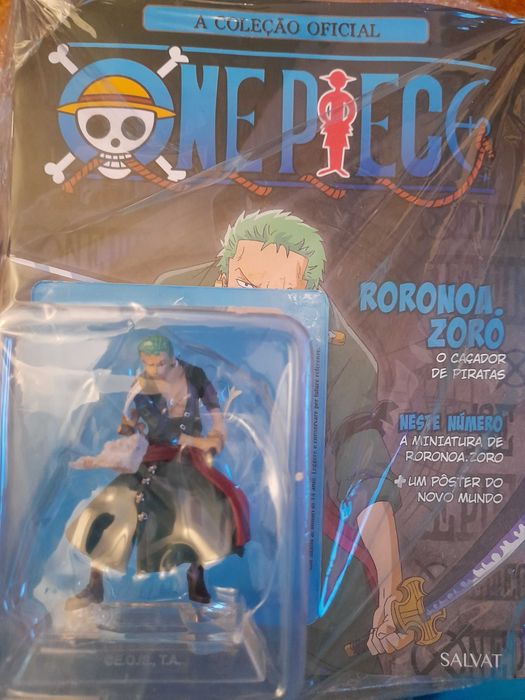 A COLEÇÃO OFICIAL
ONE PIECE
RORONOA.
ZORO
O CAÇADOR
DE PIRATAS
NESTE NÚMERO
A MINIATURA DE
RORONOA.ZORO
+ UM PÔSTER DO
NOVO MUNDO
SALVAT